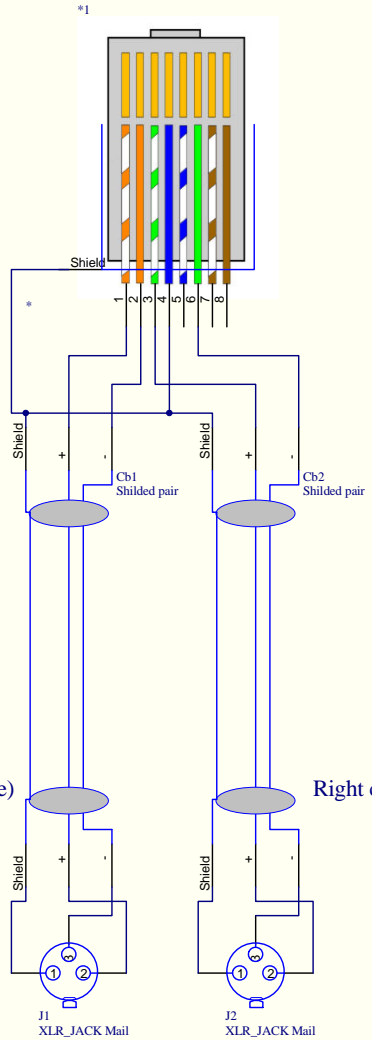 *1
Shield
*
1 2 3 4 5 6 7 8
Shield + - Shield + -
Cb1
Shilded pair
Cb2
Shilded pair
e)
Right c
Shield + - Shield + -
3 3
1 2 1 2
J1
XLR_JACK Mail
J2
XLR_JACK Mail